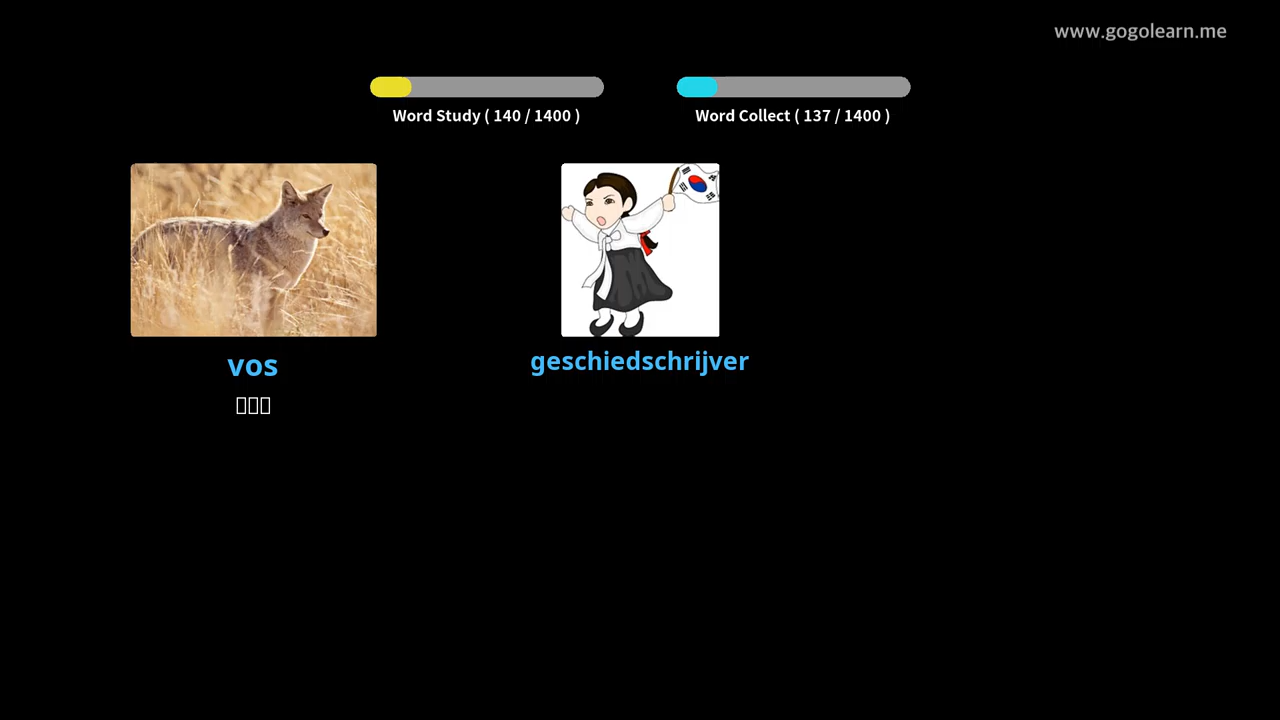 www.gogolearn.me
Word Study ( 140 / 1400 )
Word Collect ( 137 / 1400 )
vos
geschiedschrijver